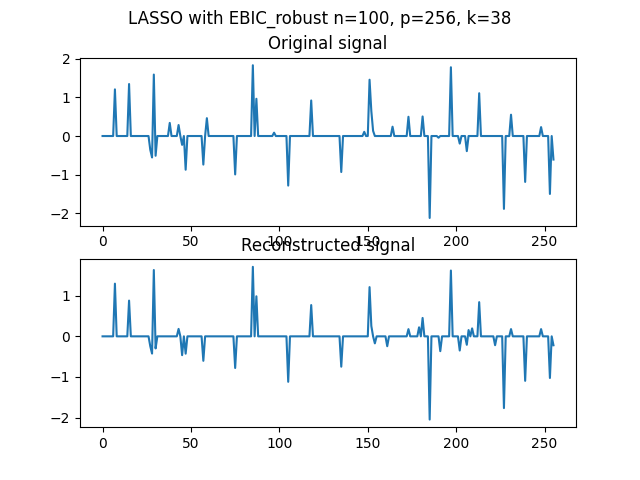 LASSO with EBIC_robust n=100, p=256, k=38
Original signal
2
1
0
−1
−2
0 50 100 150 200 250
Reconstructed signal
1
0
−1
−2
0 50 100 150 200 250